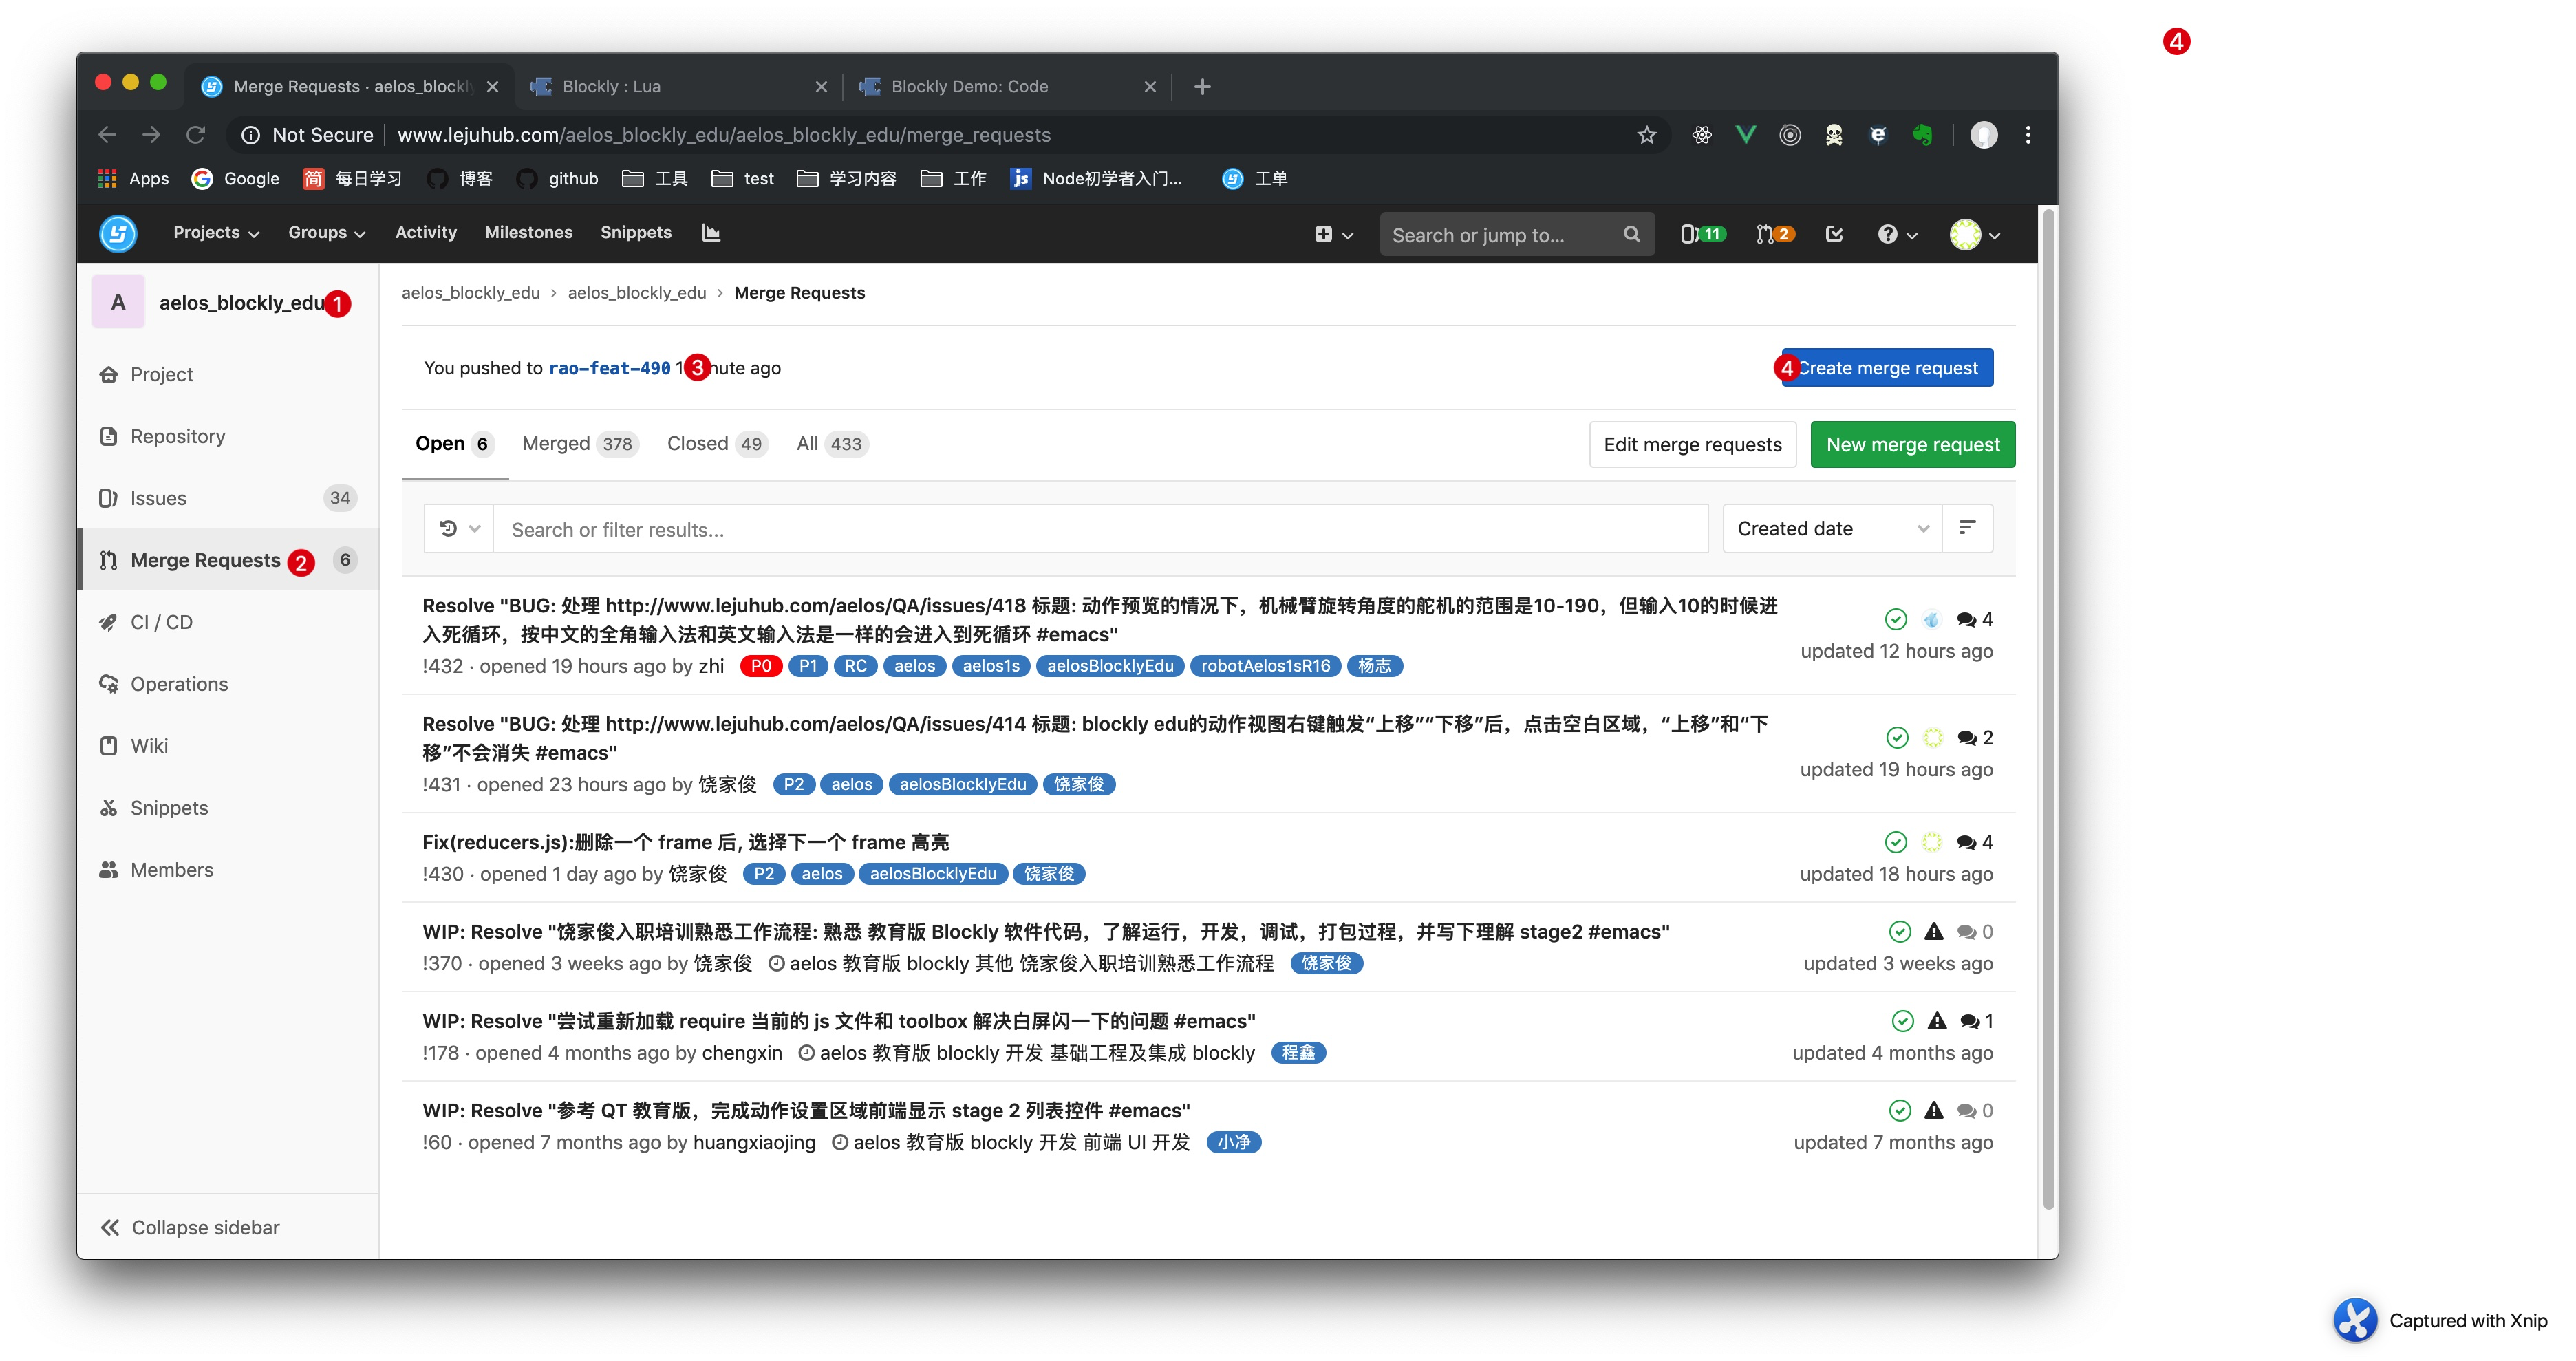 4
Merge Requests · aelos_blockly
Blockly : Lua
Blockly Demo: Code
Not Secure www.lejuhub.com/aelos_blockly_edu/aelos_blockly_edu/merge_requests
Apps Google 简 每日学习 博客 github 工具 test 学习内容 工作 js Node初学者入门... 工单
Projects Groups Activity Milestones Snippets Search or jump to... 11 2
A aelos_blockly_edu 1
Project
Repository
Issues 34
Merge Requests 2 6
CI / CD
Operations
Wiki
Snippets
Members
Collapse sidebar
aelos_blockly_edu > aelos_blockly_edu > Merge Requests
You pushed to rao-feat-490 1 3 nute ago
4 Create merge request
Open 6 Merged 378 Closed 49 All 433
Edit merge requests New merge request
Search or filter results... Created date
Resolve "BUG: 处理 http://www.lejuhub.com/aelos/QA/issues/418 标题: 动作预览的情况下，机械臂旋转角度的舵机的范围是10-190，但输入10的时候进
入死循环，按中文的全角输入法和英文输入法是一样的会进入到死循环 #emacs"
4
!432 · opened 19 hours ago by zhi P0 P1 RC aelos aelos1s aelosBlocklyEdu robotAelos1sR16 杨志
updated 12 hours ago
Resolve "BUG: 处理 http://www.lejuhub.com/aelos/QA/issues/414 标题: blockly edu的动作视图右键触发“上移”“下移”后，点击空白区域，“上移”和“下
移”不会消失 #emacs"
2
!431 · opened 23 hours ago by 饶家俊 P2 aelos aelosBlocklyEdu 饶家俊
updated 19 hours ago
Fix(reducers.js):删除一个 frame 后, 选择下一个 frame 高亮
4
!430 · opened 1 day ago by 饶家俊 P2 aelos aelosBlocklyEdu 饶家俊
updated 18 hours ago
WIP: Resolve "饶家俊入职培训熟悉工作流程: 熟悉 教育版 Blockly 软件代码，了解运行，开发，调试，打包过程，并写下理解 stage2 #emacs"
0
!370 · opened 3 weeks ago by 饶家俊 aelos 教育版 blockly 其他 饶家俊入职培训熟悉工作流程 饶家俊
updated 3 weeks ago
WIP: Resolve "尝试重新加载 require 当前的 js 文件和 toolbox 解决白屏闪一下的问题 #emacs"
1
!178 · opened 4 months ago by chengxin aelos 教育版 blockly 开发 基础工程及集成 blockly 程鑫
updated 4 months ago
WIP: Resolve "参考 QT 教育版，完成动作设置区域前端显示 stage 2 列表控件 #emacs"
0
!60 · opened 7 months ago by huangxiaojing aelos 教育版 blockly 开发 前端 UI 开发 小净
updated 7 months ago
Captured with Xnip